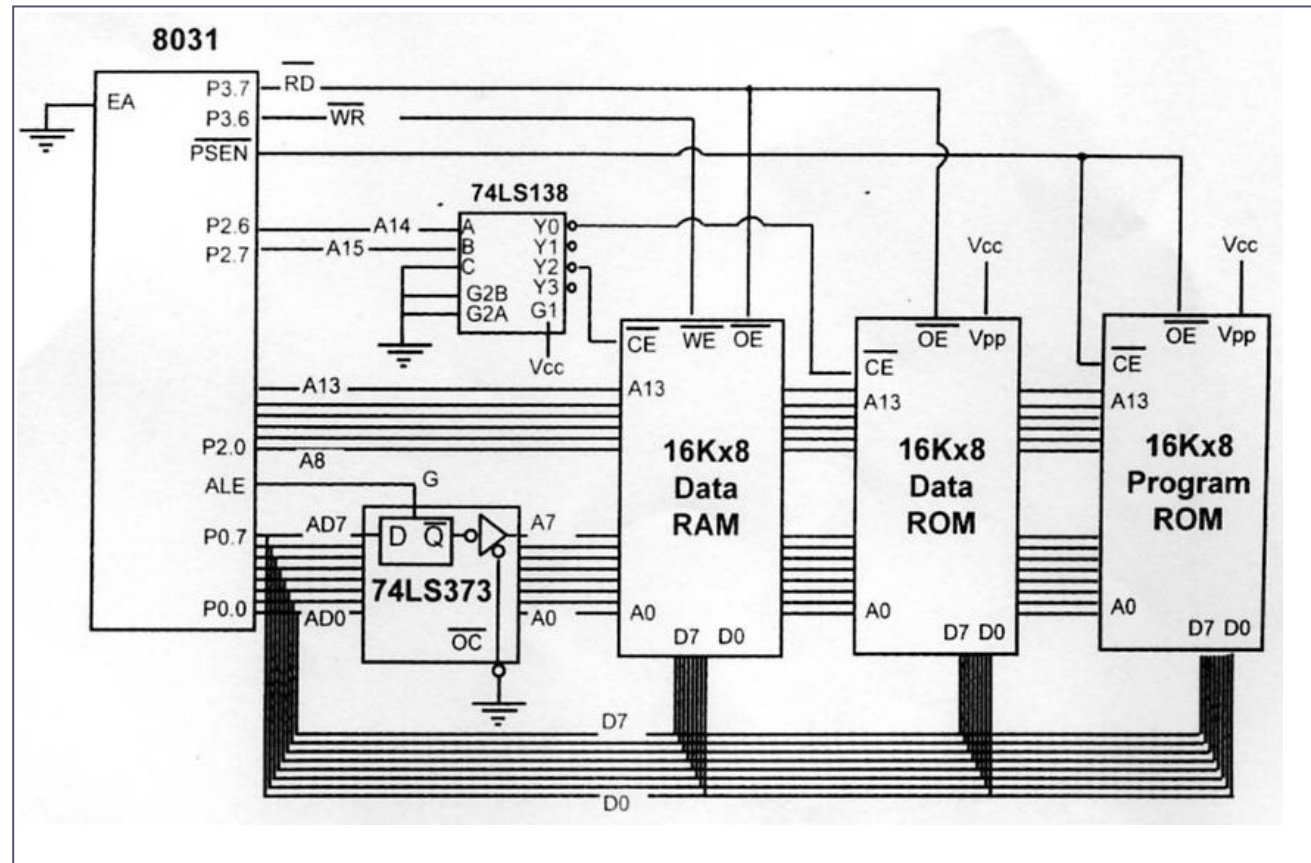 8031
EA
P3.7
RD
P3.6
WR
PSEN
74LS138
P2.6
A14
A
Y0
P2.7
A15
B
Y1
C
Y2
Y3
G2B
G2A
G1
Vcc
Vcc
Vcc
CE
WE
OE
OE
Vpp
OE
Vpp
CE
CE
A13
A13
A13
A13
16Kx8
Data
RAM
16Kx8
Data
ROM
16Kx8
Program
ROM
P2.0
A8
ALE
G
P0.7
AD7
D
Q
A7
74LS373
P0.0
AD0
OC
A0
A0
A0
A0
D7 D0
D7 D0
D7 D0
D7
D0